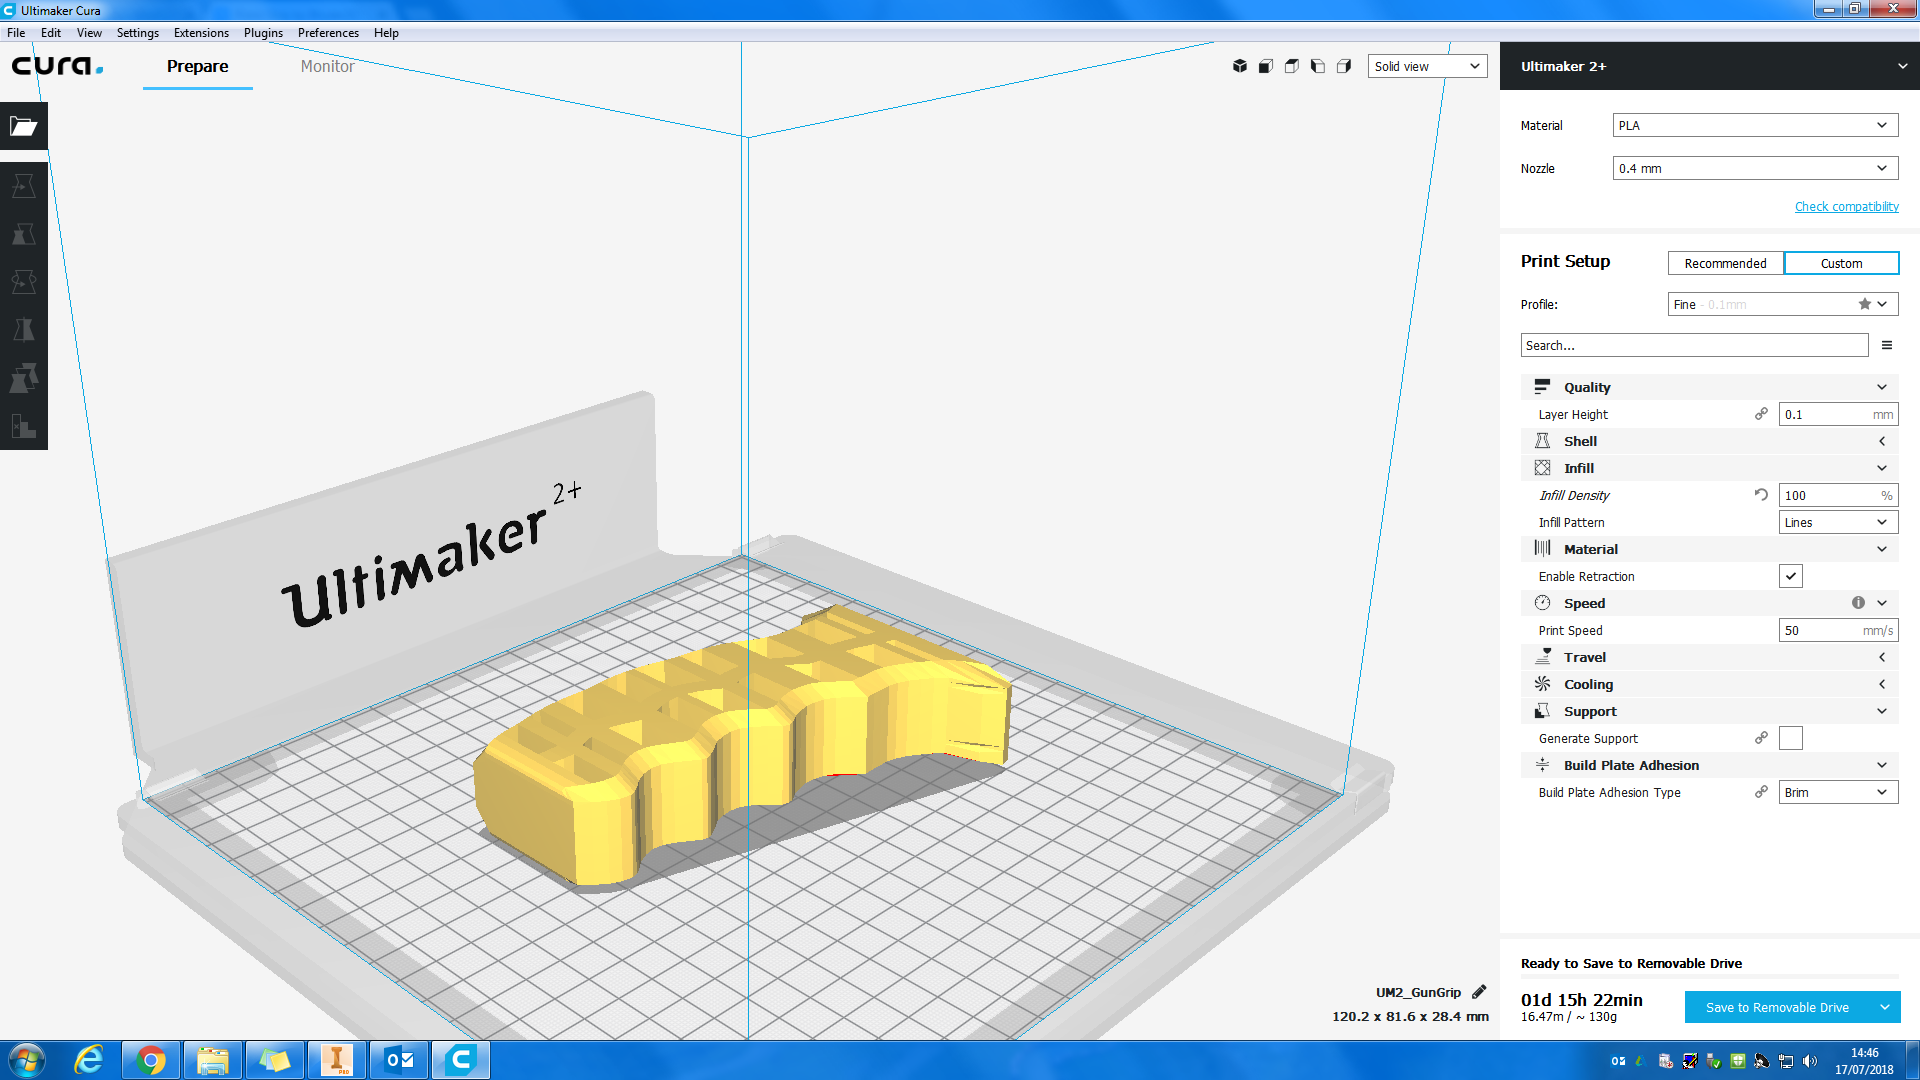 Ultimaker Cura
File Edit View Settings Extensions Plugins Preferences Help
cura.
Prepare
Monitor
Solid view
Ultimaker 2+
Material
PLA
Nozzle
0.4 mm
Check compatibility
Print Setup
Recommended
Custom
Profile:
Fine - 0.1mm
Search...
Quality
Layer Height
0.1 mm
Shell
Infill
Infill Density
100 %
Infill Pattern
Lines
Material
Enable Retraction
Speed
Print Speed
50 mm/s
Travel
Cooling
Support
Generate Support
Build Plate Adhesion
Build Plate Adhesion Type
Brim
Ultimaker 2+
UM2_GunGrip
120.2 x 81.6 x 28.4 mm
Ready to Save to Removable Drive
01d 15h 22min
16.47m / ~ 130g
Save to Removable Drive
14:46
17/07/2018